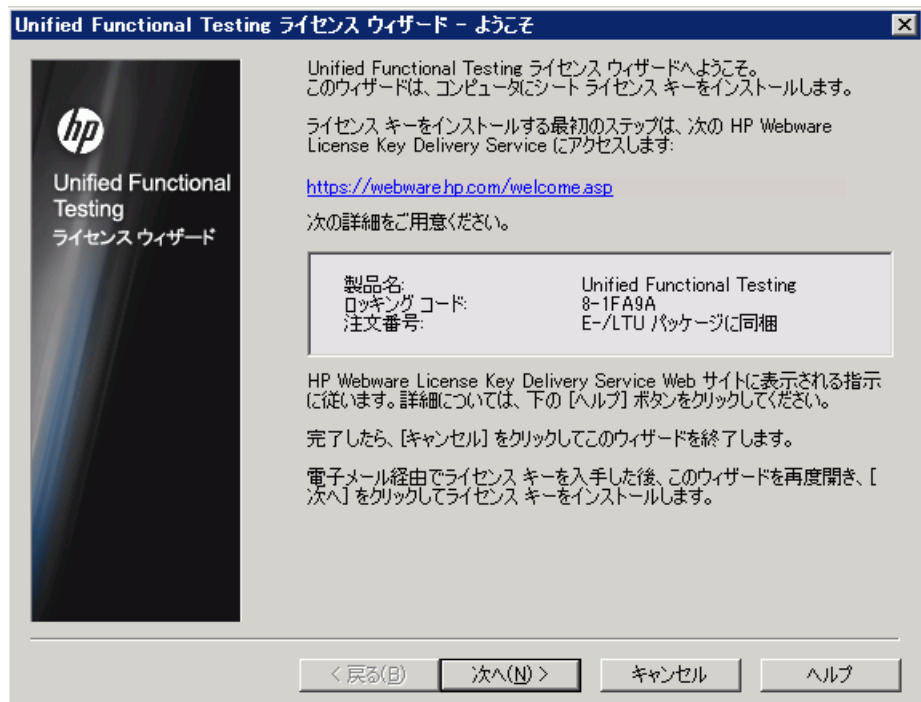 Unified Functional Testing ライセンス ウィザード - ようこそ
hp
Unified Functional
Testing
ライセンス ウィザード
Unified Functional Testing ライセンス ウィザードへようこそ。
このウィザードは、コンピュータにシート ライセンス キーをインストールします。
ライセンス キーをインストールする最初のステップは、次の HP Webware
License Key Delivery Service にアクセスします:
https://webware.hp.com/welcome.asp
次の詳細をご用意ください。
製品名: Unified Functional Testing
ロッキング コード: 8-1FA9A
注文番号: E-/LTU パッケージに同梱
HP Webware License Key Delivery Service Web サイトに表示される指示
に従います。詳細については、下の [ヘルプ] ボタンをクリックしてください。
完了したら、[キャンセル] をクリックしてこのウィザードを終了します。
電子メール経由でライセンス キーを入手した後、このウィザードを再度開き、[
次へ] をクリックしてライセンス キーをインストールします。
< 戻る(B) 次へ(N) > キャンセル ヘルプ